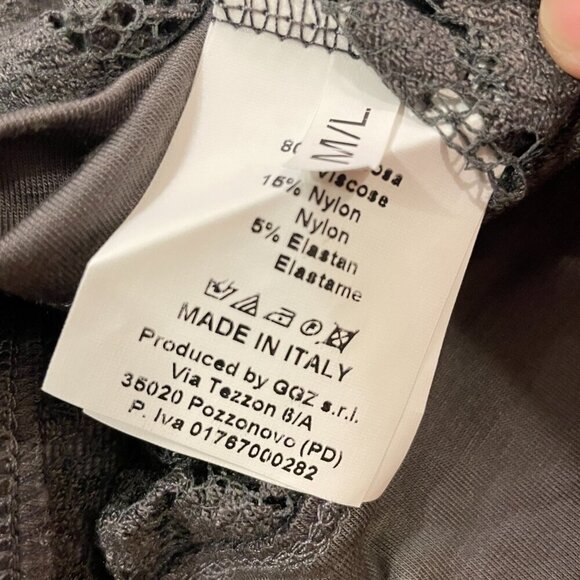 M/L
Viscose
15% Nylon
Nylon
5% Elastan
Elastame
MADE IN ITALY
Produced by GGZ s.r.l.
Via Tezzon 6/A
35020 Pozzonovo (PD)
P. Iva 01767000282